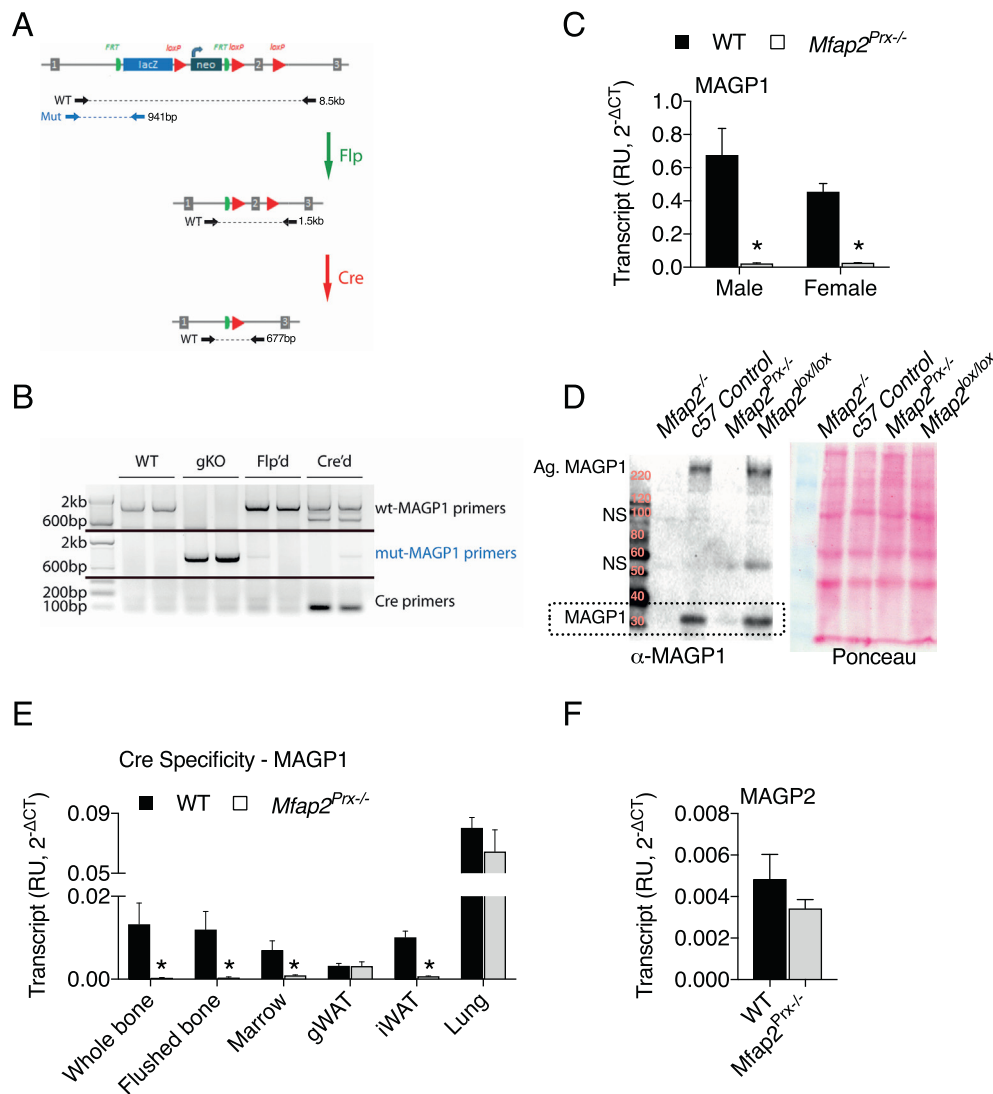 A
FRT
loxP
FRT
loxP
loxP
1
lacZ
neo
2
3
WT
8.5kb
Mut
941bp
Flp
1
2
3
WT
1.5kb
Cre
1
3
WT
677bp
B
WT gKO Flp'd Cre'd
2kb
600bp
wt-MAGP1 primers
2kb
600bp
mut-MAGP1 primers
200bp
100bp
Cre primers
C
WT Mfap2Prx-/-
MAGP1
Transcript (RU, 2-ΔCT)
1.0
0.8
0.6
0.4
0.2
0.0
*
*
Male Female
D
Mfap2-/-
c57 Control
Mfap2Prx-/-
Mfap2lox/lox
Mfap2-/-
c57 Control
Mfap2Prx-/-
Mfap2lox/lox
Ag. MAGP1
NS
NS
MAGP1
220
120
100
80
60
50
40
30
α-MAGP1
Ponceau
E
Cre Specificity - MAGP1
WT Mfap2Prx-/-
Transcript (RU, 2-ΔCT)
0.09
0.05
0.02
0.00
*
*
*
*
Whole bone
Flushed bone
Marrow
gWAT
iWAT
Lung
F
MAGP2
Transcript (RU, 2-ΔCT)
0.008
0.006
0.004
0.002
0.000
WT
Mfap2Prx-/-